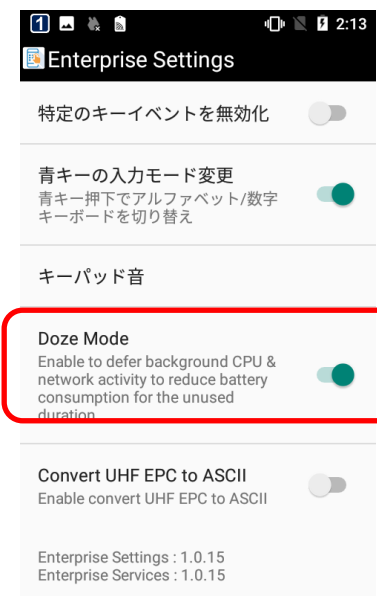 1 2:13
Enterprise Settings
特定のキーイベントを無効化
青キーの入力モード変更
青キー押下でアルファベット/数字
キーボードを切り替え
キーパッド音
Doze Mode
Enable to defer background CPU &
network activity to reduce battery
consumption for the unused
duration
Convert UHF EPC to ASCII
Enable convert UHF EPC to ASCII
Enterprise Settings : 1.0.15
Enterprise Services : 1.0.15